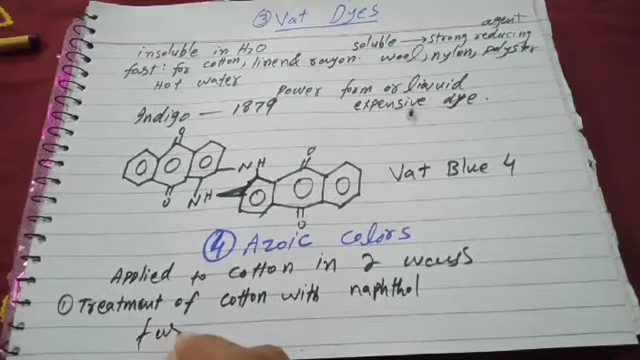 ③ Vat Dyes
insoluble in H2O soluble → strong reducing agent
fast: for cotton, linen & rayon. wool, nylon, polyster
Hot water
power form or liquid
Indigo — 1879 expensive dye.
O O
NH
O NH
O
Vat Blue 4
④ Azoic colors
Applied to cotton in 2 ways
① Treatment of cotton with naphthol